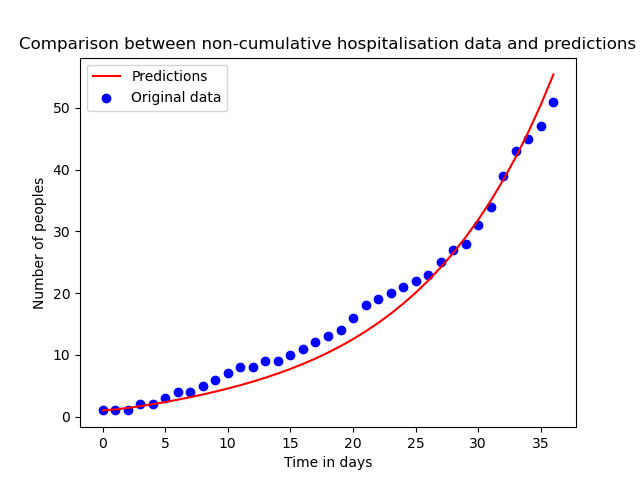 Comparison between non-cumulative hospitalisation data and predictions
Predictions
Original data
50
40
30
20
10
0
Number of peoples
0 5 10 15 20 25 30 35
Time in days